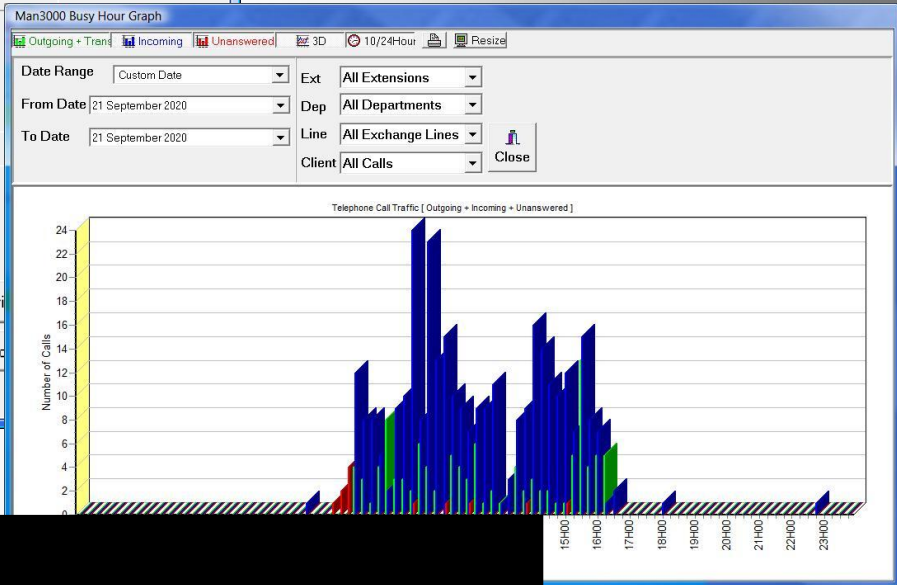 Man3000 Busy Hour Graph
Outgoing + Trans Incoming Unanswered 3D 10/24Hour Resize
Date Range Custom Date Ext All Extensions
From Date 21 September 2020 Dep All Departments
To Date 21 September 2020 Line All Exchange Lines
Client All Calls Close
Telephone Call Traffic [ Outgoing + Incoming + Unanswered ]
Number of Calls
24
22
20
18
16
14
12
10
8
6
4
2
0
15H00 16H00 17H00 18H00 19H00 20H00 21H00 22H00 23H00